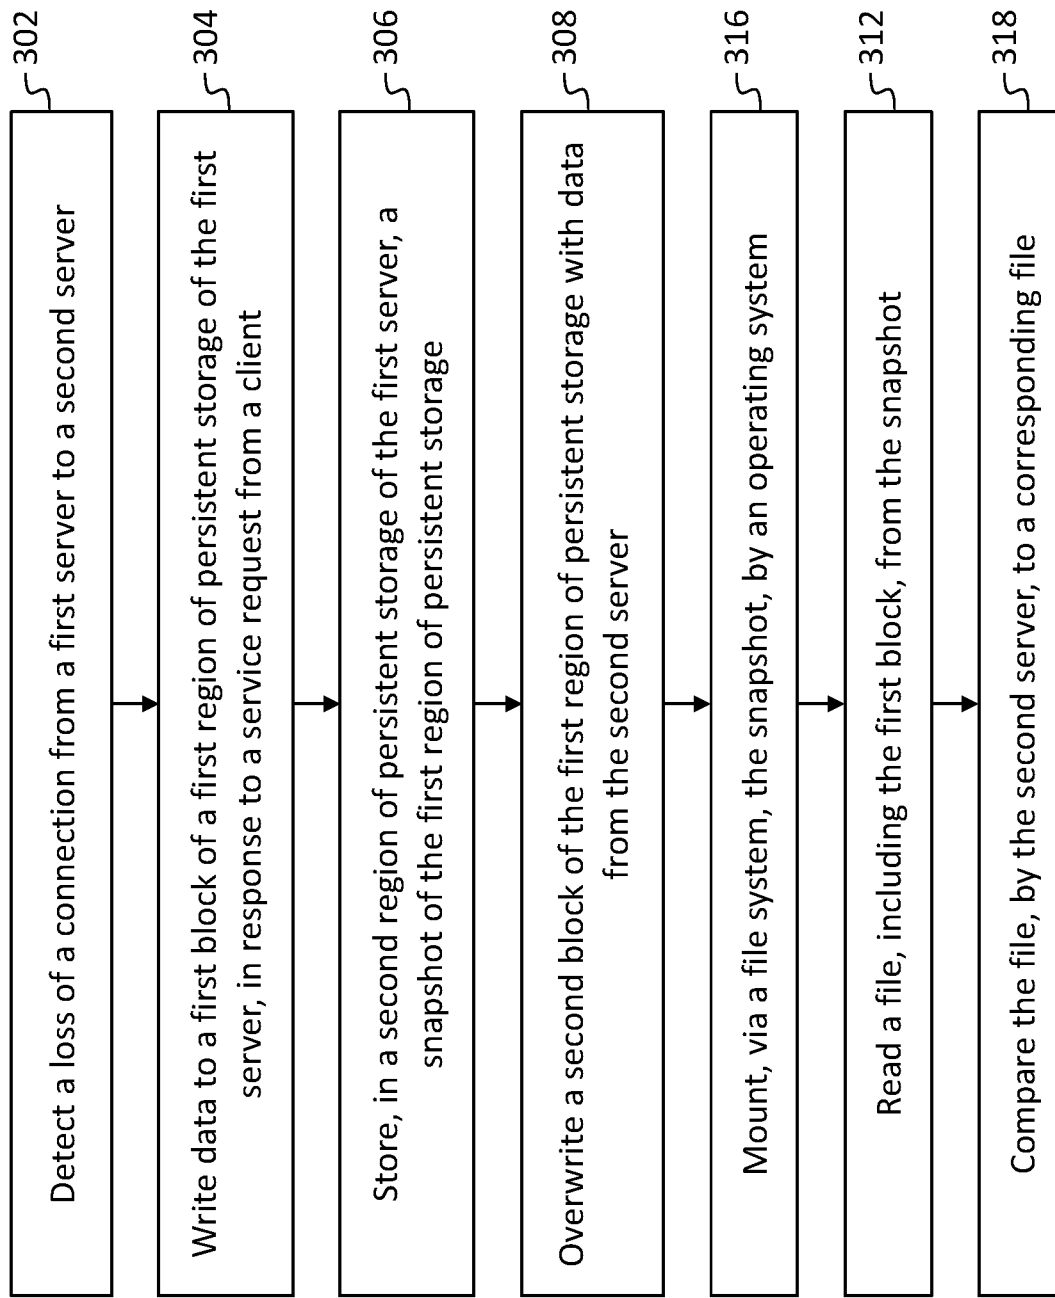 302
Detect a loss of a connection from a first server to a second server
304
Write data to a first block of a first region of persistent storage of the first
server, in response to a service request from a client
306
Store, in a second region of persistent storage of the first server, a
snapshot of the first region of persistent storage
308
Overwrite a second block of the first region of persistent storage with data
from the second server
316
Mount, via a file system, the snapshot, by an operating system
312
Read a file, including the first block, from the snapshot
318
Compare the file, by the second server, to a corresponding file